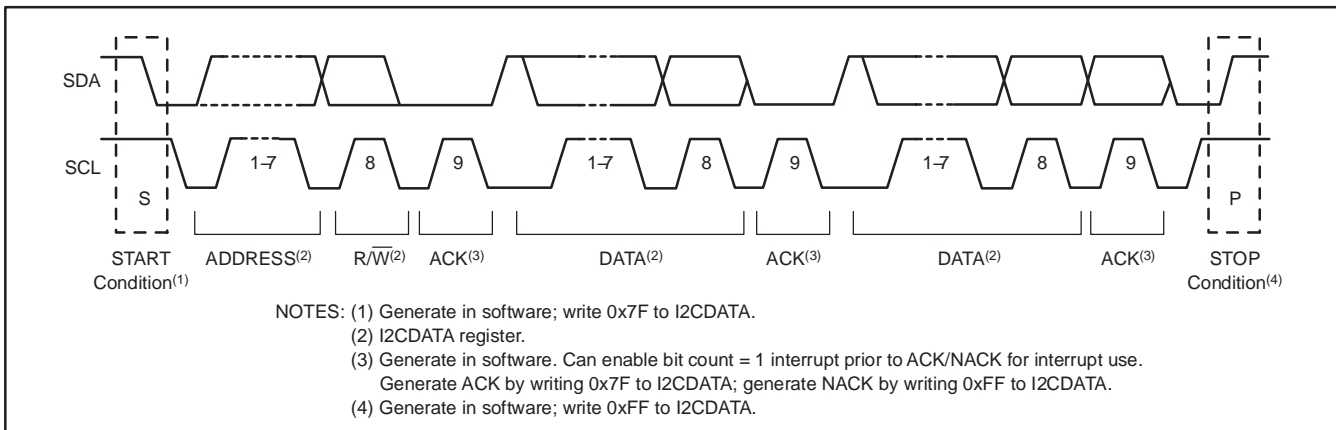 SDA
SCL
1–7 8 9 1–7 8 9 1–7 8 9
S P
START Condition(1)
ADDRESS(2) R/W(2) ACK(3) DATA(2) ACK(3) DATA(2) ACK(3)
STOP Condition(4)
NOTES: (1) Generate in software; write 0x7F to I2CDATA.
(2) I2CDATA register.
(3) Generate in software. Can enable bit count = 1 interrupt prior to ACK/NACK for interrupt use.
Generate ACK by writing 0x7F to I2CDATA; generate NACK by writing 0xFF to I2CDATA.
(4) Generate in software; write 0xFF to I2CDATA.